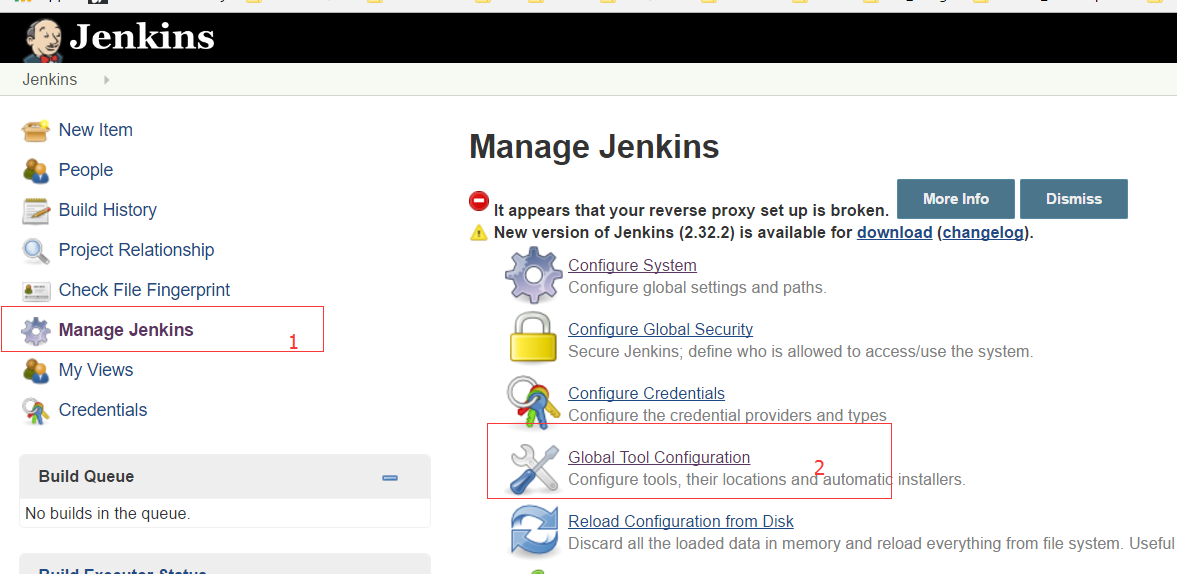 Jenkins
Jenkins
New Item
People
Build History
Project Relationship
Check File Fingerprint
Manage Jenkins
1
My Views
Credentials
Build Queue
No builds in the queue.
Build Executor Status
Manage Jenkins
It appears that your reverse proxy set up is broken.
More Info
Dismiss
New version of Jenkins (2.32.2) is available for download (changelog).
Configure System
Configure global settings and paths.
Configure Global Security
Secure Jenkins; define who is allowed to access/use the system.
Configure Credentials
Configure the credential providers and types
Global Tool Configuration
2
Configure tools, their locations and automatic installers.
Reload Configuration from Disk
Discard all the loaded data in memory and reload everything from file system. Useful